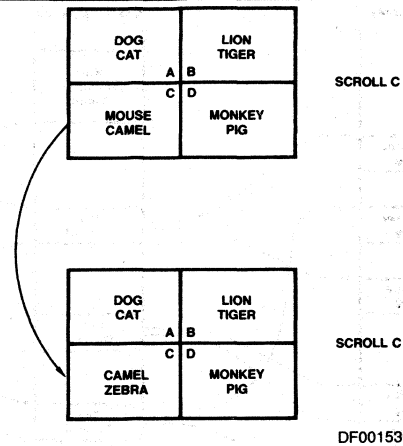 DOG LION
CAT TIGER
A B
SCROLL C
C D
MOUSE MONKEY
CAMEL PIG
DOG LION
CAT TIGER
A B
SCROLL C
C D
CAMEL MONKEY
ZEBRA PIG
DF00153